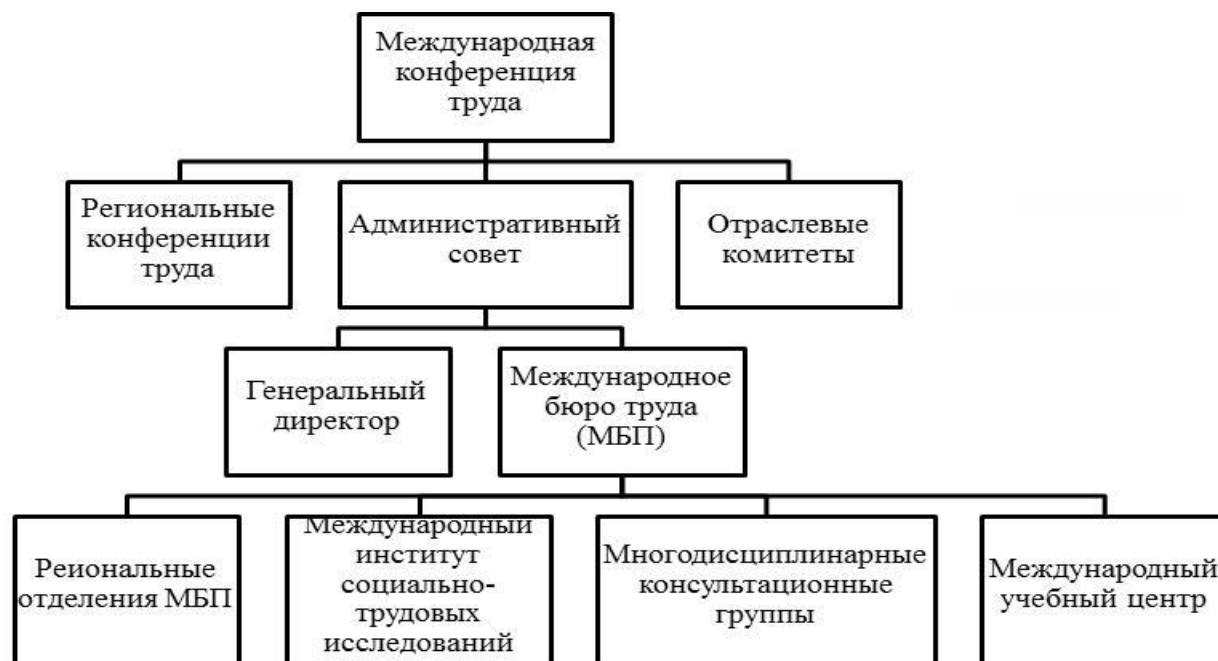 Международная
конференция
труда
Региональные
конференции
труда
Административный
совет
Отраслевые
комитеты
Генеральный
директор
Международное
бюро труда
(МБП)
Реиональные
отделения МБП
Международный
институт
социально-
трудовых
исследований
Многодисциплинарные
консультационные
группы
Международный
учебный центр